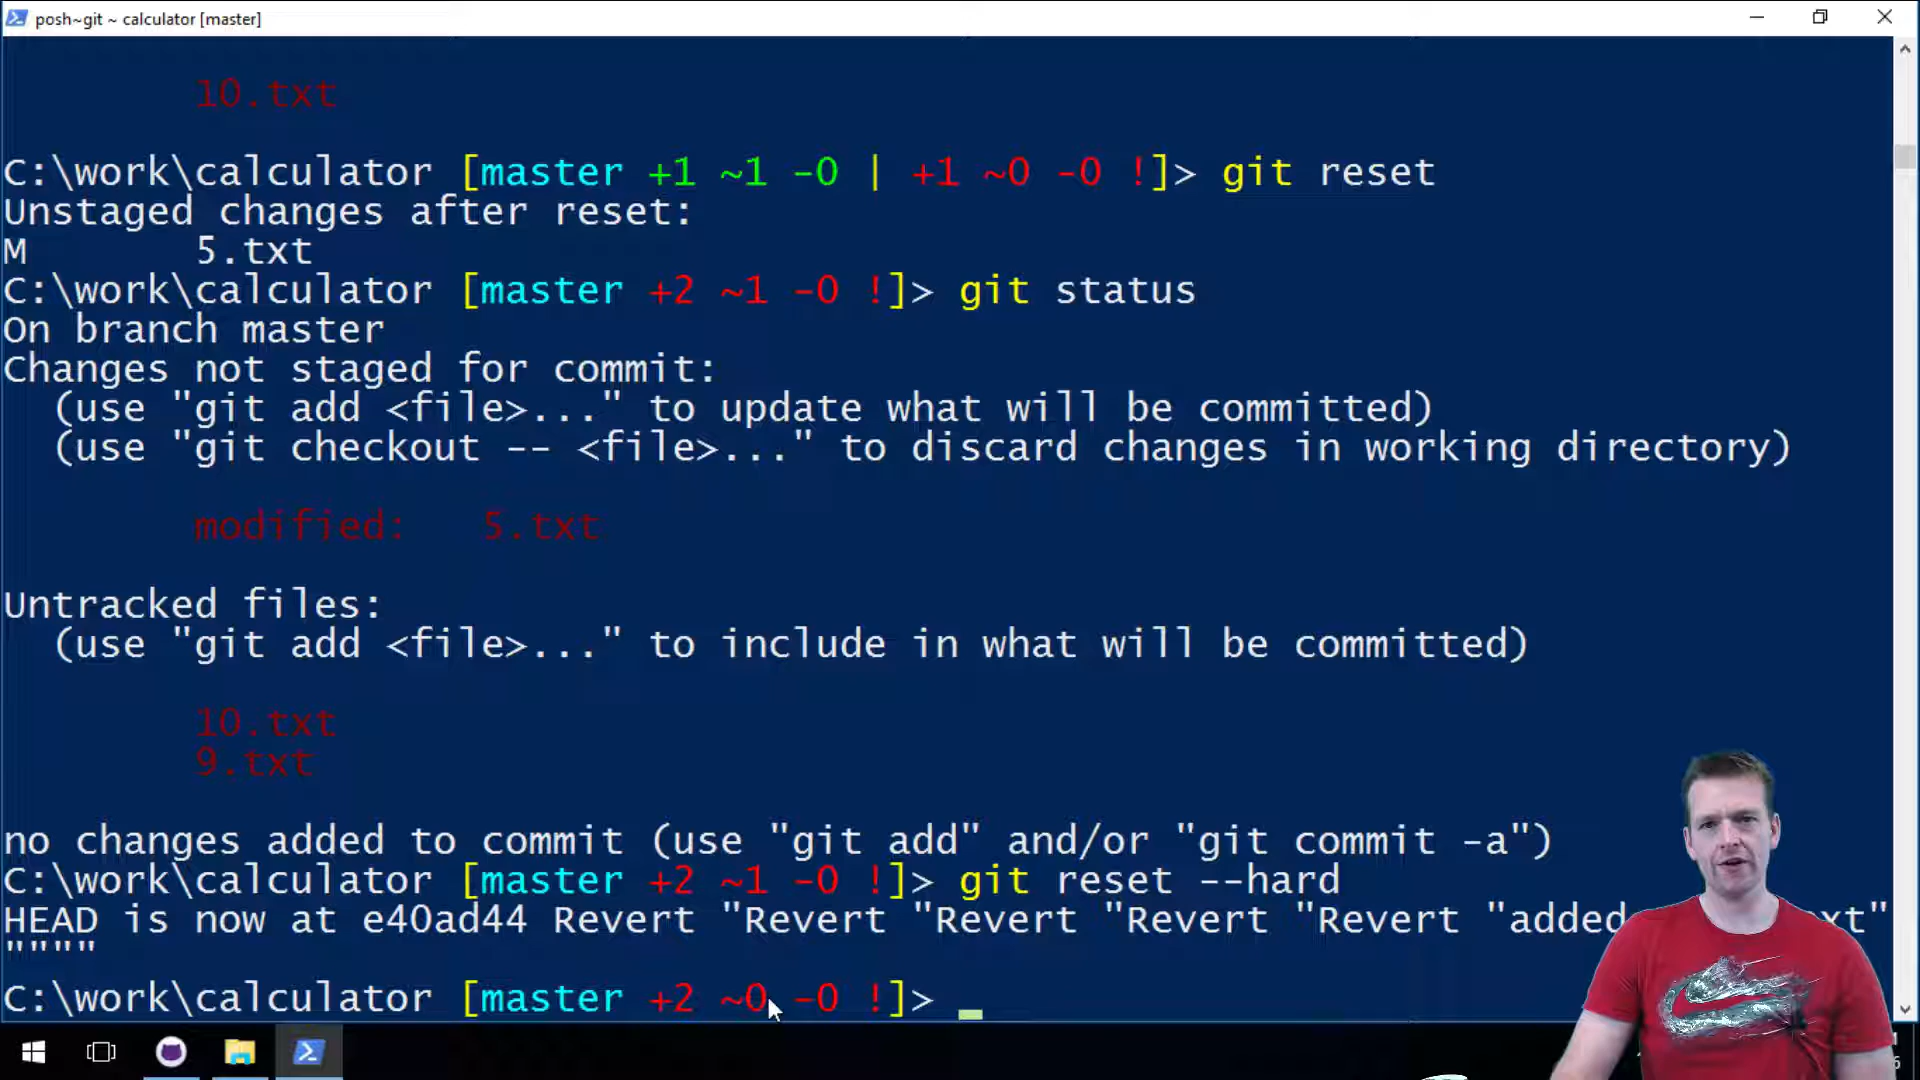 posh~git ~ calculator [master]
10.txt
C:\work\calculator [master +1 ~1 -0 | +1 ~0 -0 !]> git reset
Unstaged changes after reset:
M 5.txt
C:\work\calculator [master +2 ~1 -0 !]> git status
On branch master
Changes not staged for commit:
(use "git add <file>..." to update what will be committed)
(use "git checkout -- <file>..." to discard changes in working directory)
modified: 5.txt
Untracked files:
(use "git add <file>..." to include in what will be committed)
10.txt
9.txt
no changes added to commit (use "git add" and/or "git commit -a")
C:\work\calculator [master +2 ~1 -0 !]> git reset --hard
HEAD is now at e40ad44 Revert "Revert "Revert "Revert "Revert "added
""""
C:\work\calculator [master +2 ~0 -0 !]>